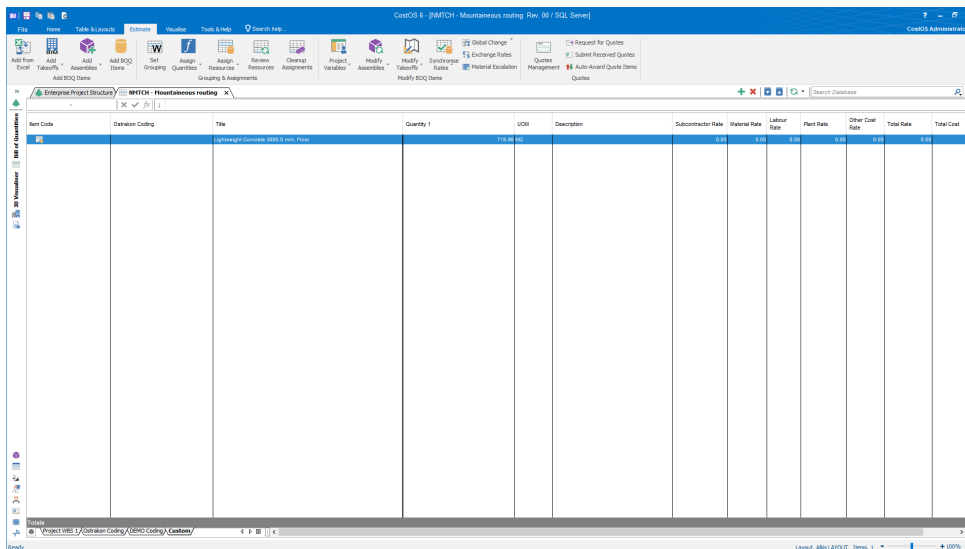 CostOS 6 - [NMTCH - Mountaineous routing Rev. 00 / SQL Server]
? – 
File Home Table & Layouts Estimate Visualise Tools & Help Search help... CostOS Administrato
Add from Excel
Add Takeoffs
Add Assemblies
Add BOQ Items
Set Grouping
Assign Quantities
Assign Resources
Review Resources
Cleanup Assignments
Project Variables
Modify Assemblies
Modify Takeoffs
Synchronise Rates
Global Change
Exchange Rates
Material Escalation
Quotes Management
Request for Quotes
Submit Received Quotes
Auto-Award Quote Items
Add BOQ Items Grouping & Assignments Modify BOQ Items Quotes
Enterprise Project Structure NMTCH - Mountaineous routing X Search Database
fx 1
Bill of Quantities
3D Visualiser
Item Code Ostrakon Coding Title Quantity 1 UOM Description Subcontractor Rate Material Rate Labour Rate Plant Rate Other Cost Rate Total Rate Total Cost
Lightweight Concrete 3000.0 mm, Floor 718.98 M2 0.00 0.00 0.00 0.00 0.00 0.00
Totals
Project WBS 1 Ostrakon Coding DEMO Coding Custom
Ready 100%